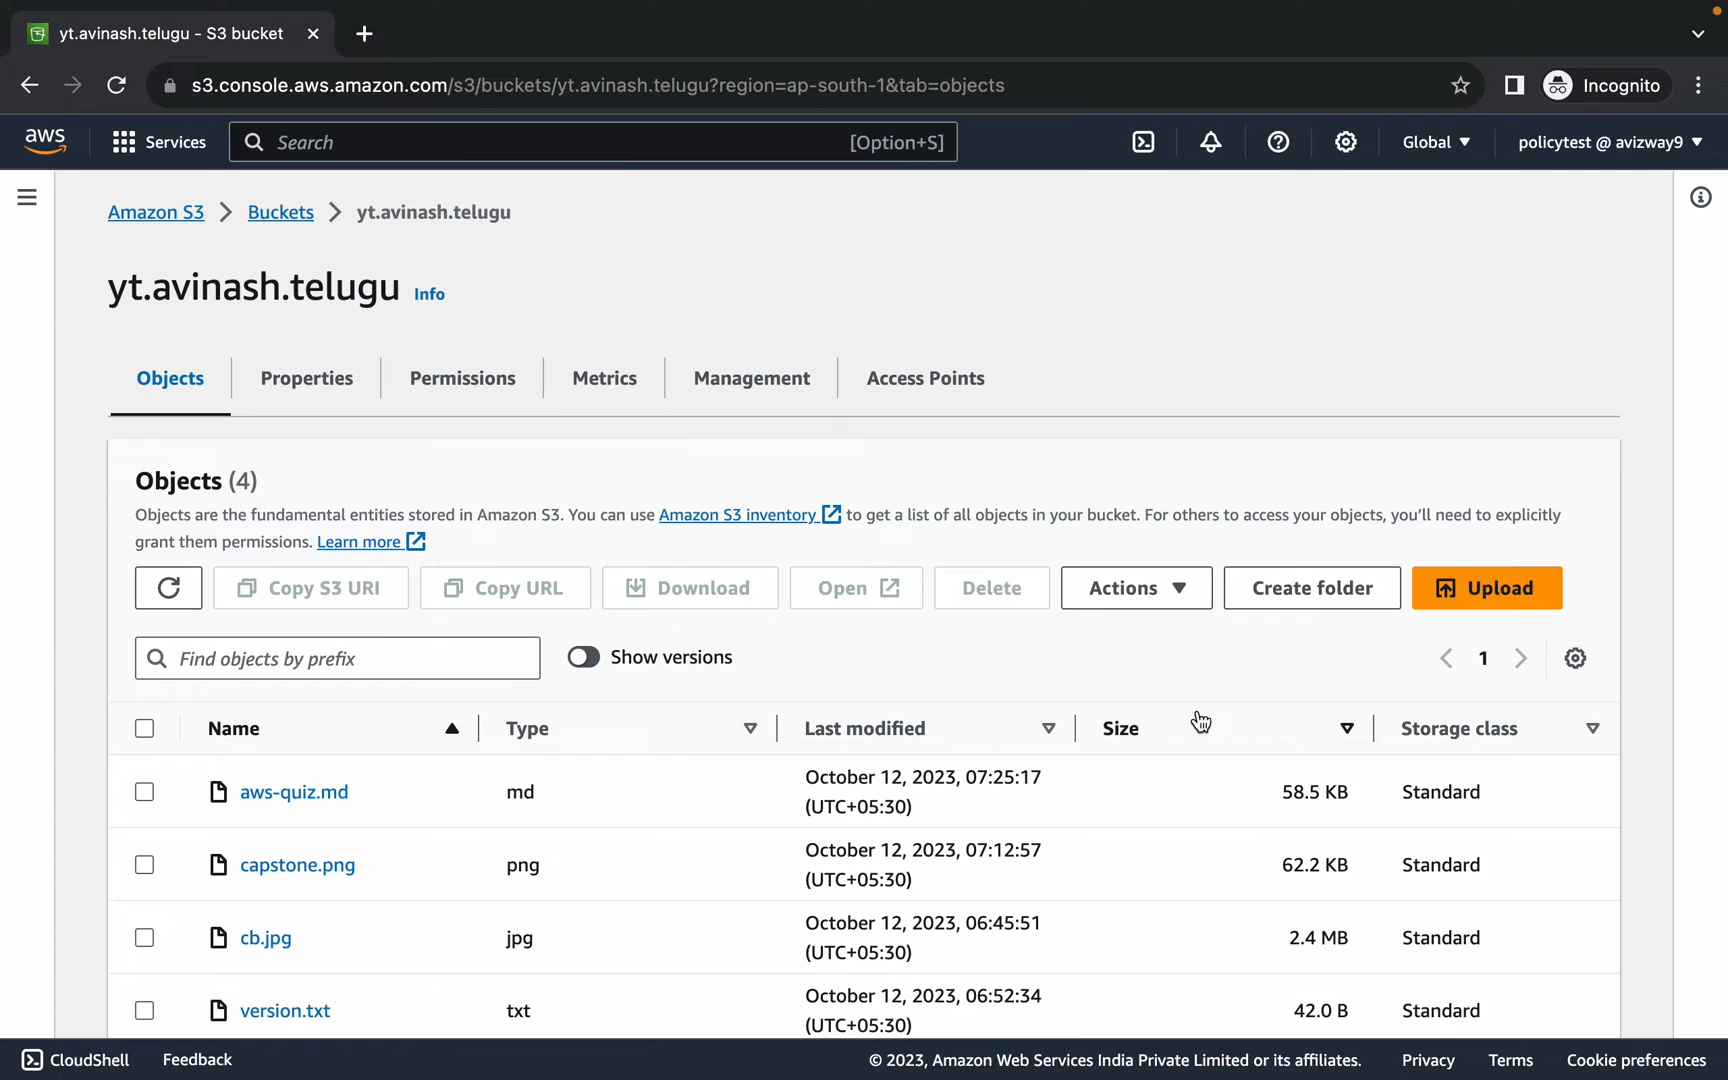 yt.avinash.telugu - S3 bucket
s3.console.aws.amazon.com/s3/buckets/yt.avinash.telugu?region=ap-south-1&tab=objects
Incognito
aws
Services
Search
[Option+S]
Global
policytest @ avizway9
Amazon S3 > Buckets > yt.avinash.telugu
yt.avinash.telugu Info
Objects
Properties
Permissions
Metrics
Management
Access Points
Objects (4)
Objects are the fundamental entities stored in Amazon S3. You can use Amazon S3 inventory to get a list of all objects in your bucket. For others to access your objects, you'll need to explicitly
grant them permissions. Learn more
Copy S3 URI
Copy URL
Download
Open
Delete
Actions
Create folder
Upload
Find objects by prefix
Show versions
1
Name
Type
Last modified
Size
Storage class
aws-quiz.md
md
October 12, 2023, 07:25:17
(UTC+05:30)
58.5 KB
Standard
capstone.png
png
October 12, 2023, 07:12:57
(UTC+05:30)
62.2 KB
Standard
cb.jpg
jpg
October 12, 2023, 06:45:51
(UTC+05:30)
2.4 MB
Standard
version.txt
txt
October 12, 2023, 06:52:34
(UTC+05:30)
42.0 B
Standard
CloudShell
Feedback
© 2023, Amazon Web Services India Private Limited or its affiliates.
Privacy
Terms
Cookie preferences